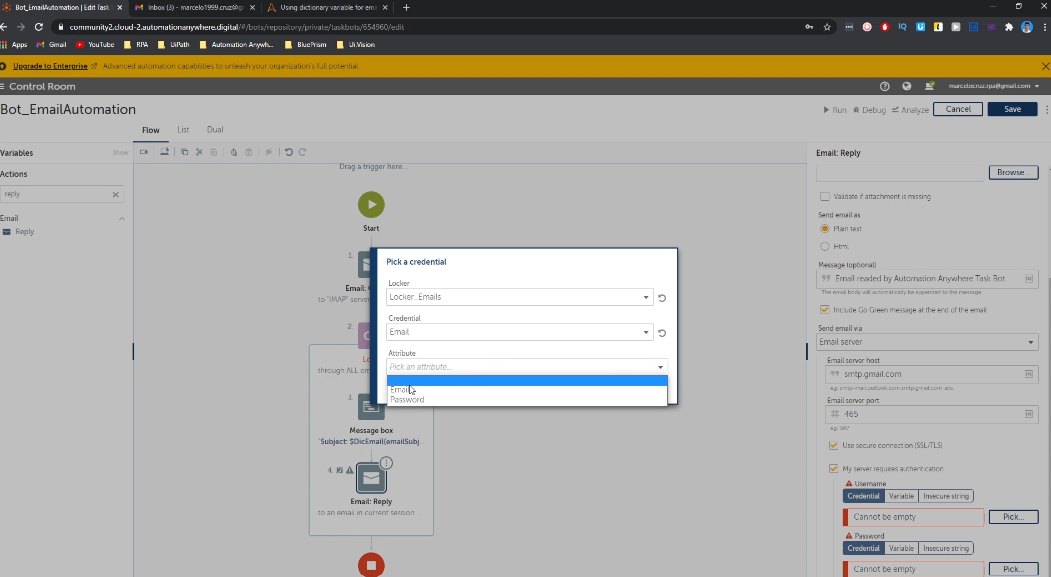 Bot_EmailAutomation | Edit Task
Inbox (3) - marcelo1999.cruz@g
Using dictionary variable for em
community2.cloud-2.automationanywhere.digital/#/bots/repository/private/taskbots/654960/edit
Apps
Gmail
YouTube
RPA
UiPath
Automation Anywh...
BluePrism
Ui.Vision
Upgrade to Enterprise
Advanced automation capabilities to unleash your organization's full potential.
Control Room
marcelocruz.rpa@gmail.com
Bot_EmailAutomation
Run
Debug
Analyze
Cancel
Save
Flow
List
Dual
Variables
Show
Actions
reply
Email
Reply
Drag a trigger here...
Start
1.
Email:
to "IMAP" server
2.
through ALL em
3.
Message box
"Subject: $DicEmail{emailSubj...
4.
Email: Reply
to an email in current session...
Pick a credential
Locker
Locker_Emails
Credential
Email
Attribute
Pick an attribute...
Email
Password
Email: Reply
Browse...
Validate if attachment is missing
Send email as
Plain text
Html
Message (optional)
Email readed by Automation Anywhere Task Bot
The email body will automatically be appended to the message
Include Go Green message at the end of the email
Send email via
Email server
Email server host
smtp.gmail.com
eg: smtp-mail.outlook.com,smtp.gmail.com ,etc.
Email server port
# 465
eg: 587
Use secure connection (SSL/TLS)
My server requires authentication
Username
Credential
Variable
Insecure string
Cannot be empty
Pick...
Password
Credential
Variable
Insecure string
Cannot be empty
Pick...